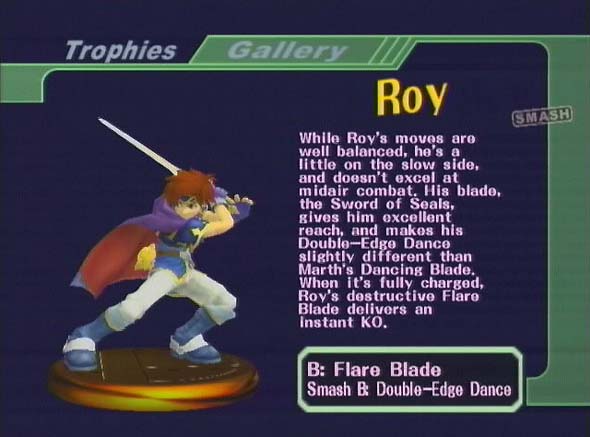 Trophies Gallery
Roy
SMASH
While Roy's moves are
well balanced, he's a
little on the slow side,
and doesn't excel at
midair combat. His blade,
the Sword of Seals,
gives him excellent
reach, and makes his
Double-Edge Dance
slightly different than
Marth's Dancing Blade.
When it's fully charged,
Roy's destructive Flare
Blade delivers an
instant KO.
B: Flare Blade
Smash B: Double-Edge Dance